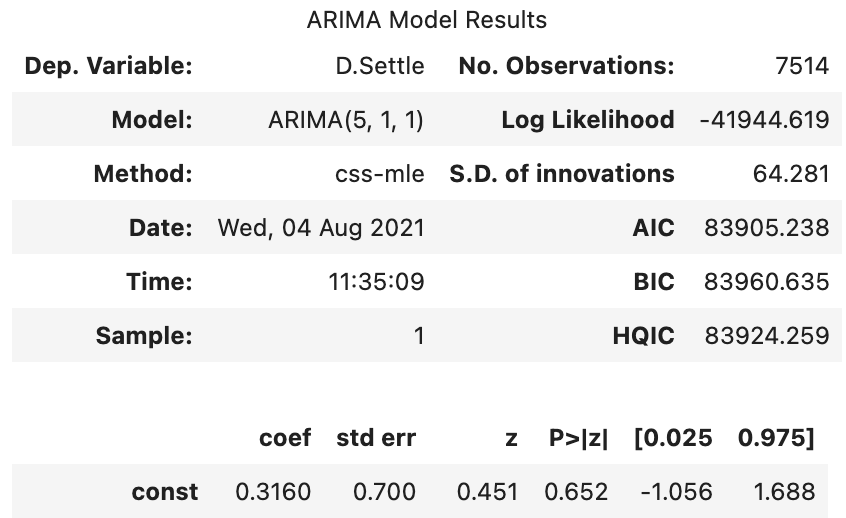 ARIMA Model Results
Dep. Variable: D.Settle No. Observations: 7514
Model: ARIMA(5, 1, 1) Log Likelihood -41944.619
Method: css-mle S.D. of innovations 64.281
Date: Wed, 04 Aug 2021 AIC 83905.238
Time: 11:35:09 BIC 83960.635
Sample: 1 HQIC 83924.259
coef std err z P>|z| [0.025 0.975]
const 0.3160 0.700 0.451 0.652 -1.056 1.688